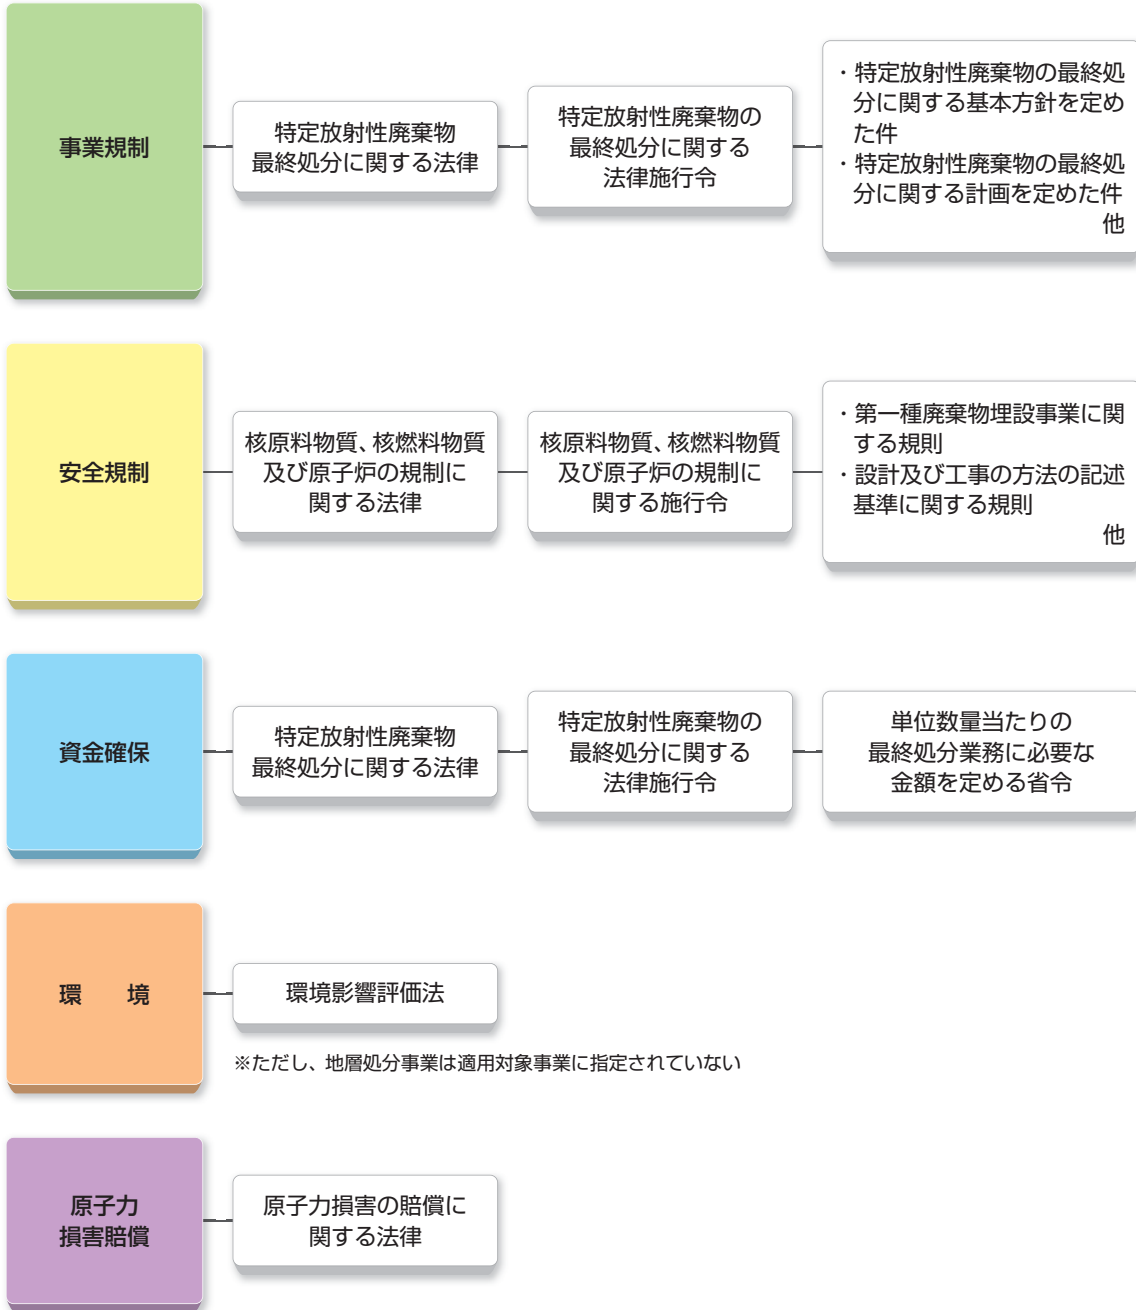 事業規制
特定放射性廃棄物
最終処分に関する法律
特定放射性廃棄物の
最終処分に関する
法律施行令
・特定放射性廃棄物の最終処
分に関する基本方針を定め
た件
・特定放射性廃棄物の最終処
分に関する計画を定めた件
他
安全規制
核原料物質、核燃料物質
及び原子炉の規制に
関する法律
核原料物質、核燃料物質
及び原子炉の規制に
関する施行令
・第一種廃棄物埋設事業に関
する規則
・設計及び工事の方法の記述
基準に関する規則
他
資金確保
特定放射性廃棄物
最終処分に関する法律
特定放射性廃棄物の
最終処分に関する
法律施行令
単位数量当たりの
最終処分業務に必要な
金額を定める省令
環　境
環境影響評価法
※ただし、地層処分事業は適用対象事業に指定されていない
原子力
損害賠償
原子力損害の賠償に
関する法律